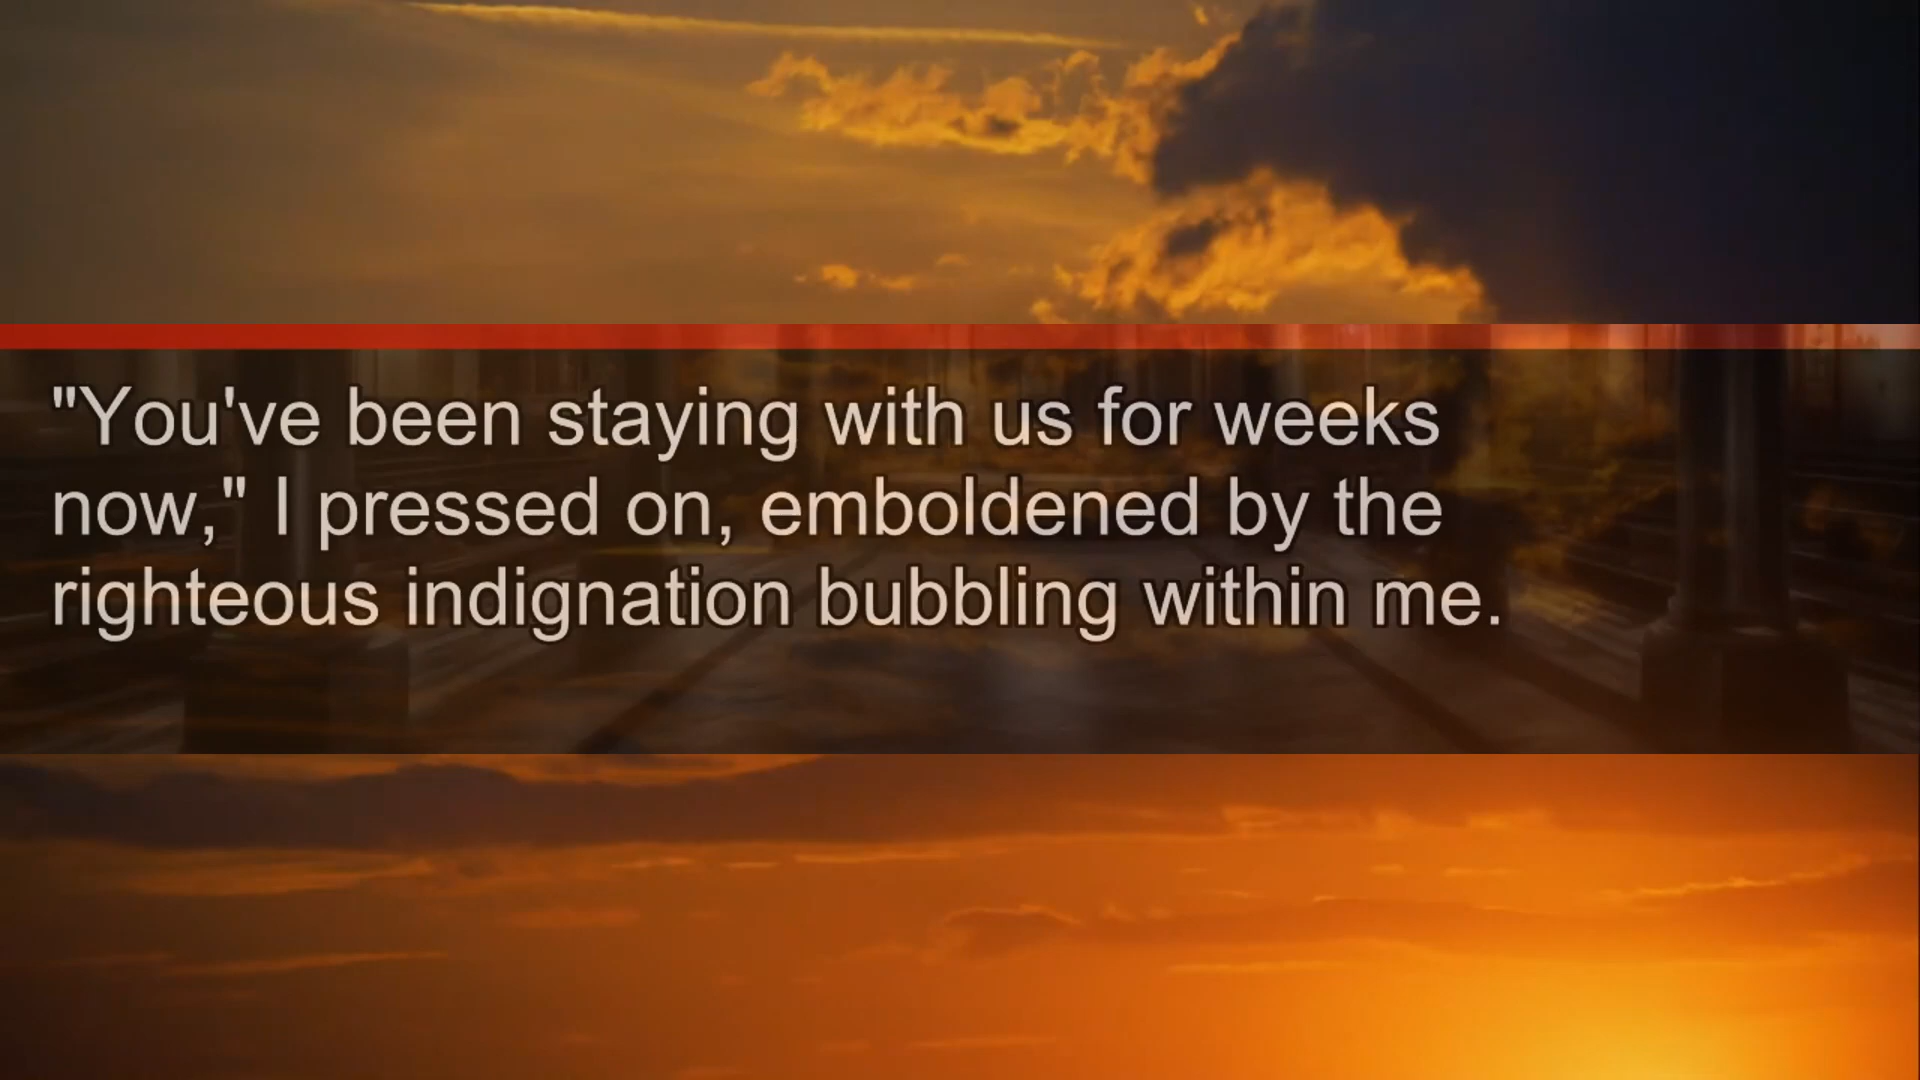 "You've been staying with us for weeks
now," I pressed on, emboldened by the
righteous indignation bubbling within me.